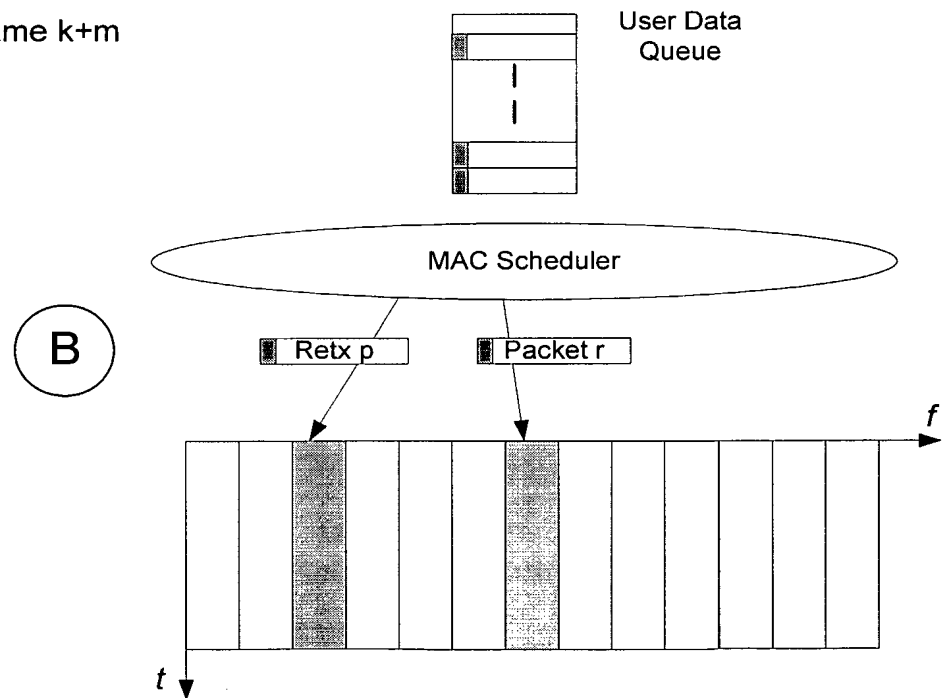 k+m
User Data
Queue
MAC Scheduler
B
Retx p
Packet r
f
t